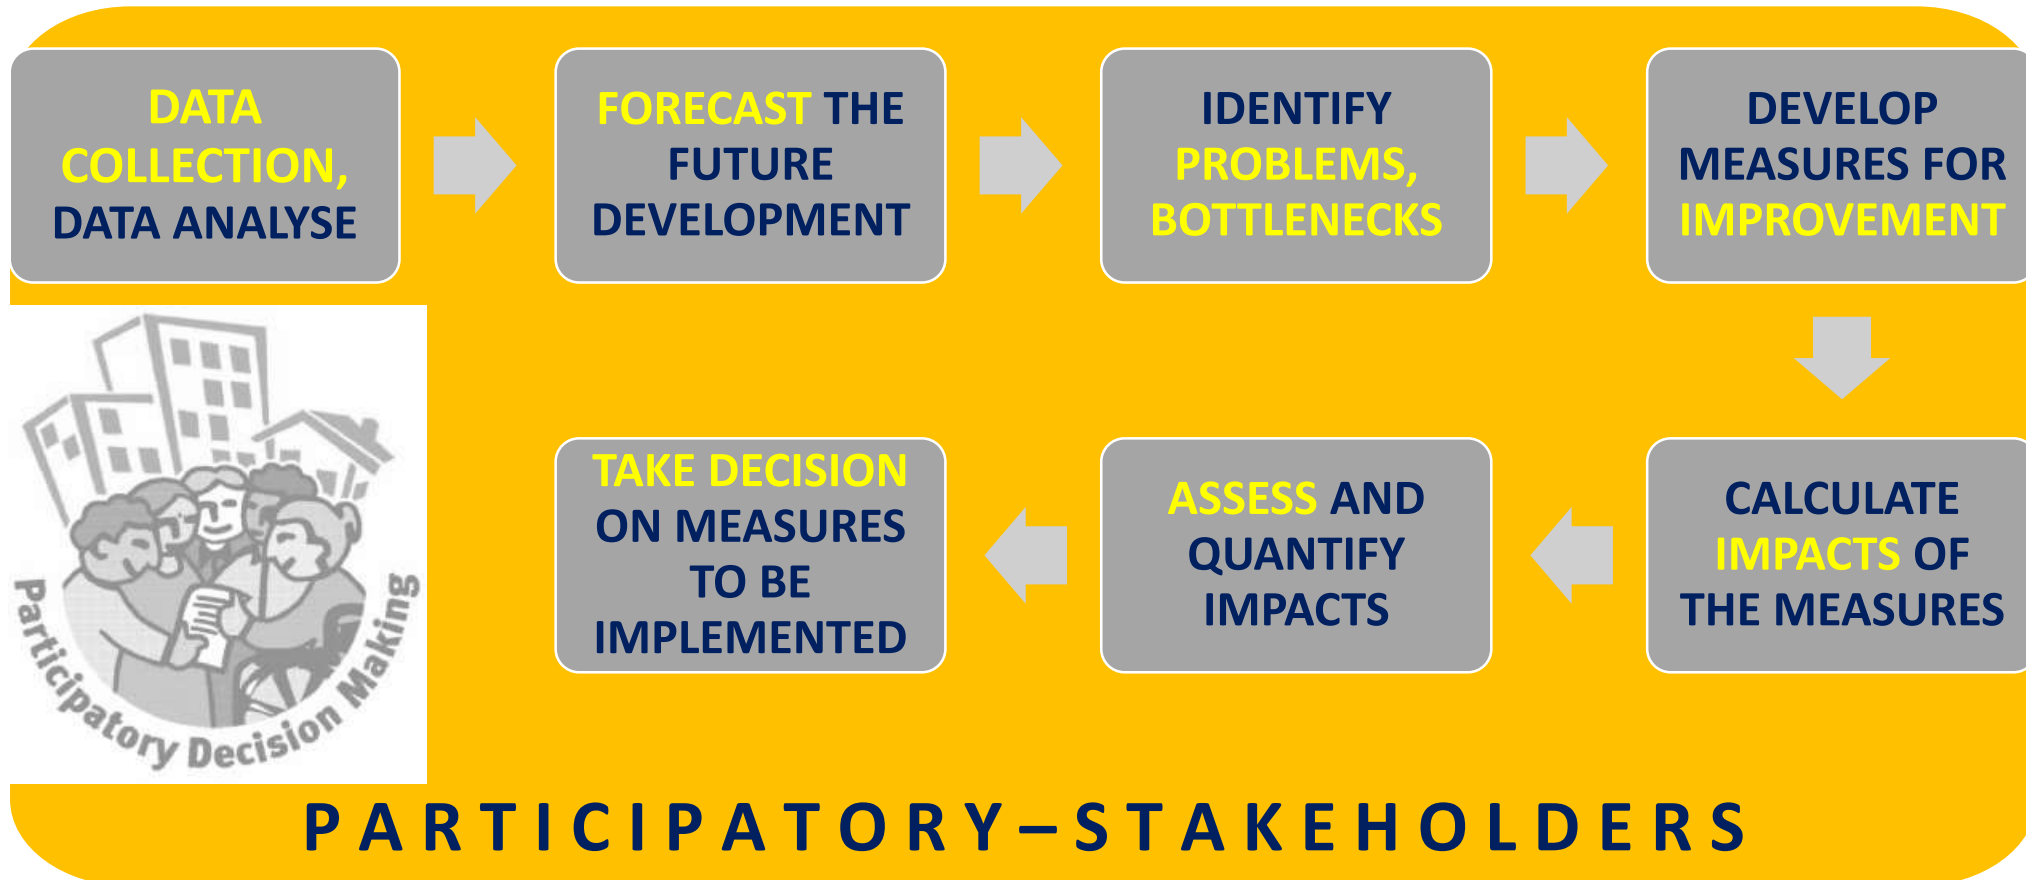 DATA
COLLECTION,
DATA ANALYSE
FORECAST THE
FUTURE
DEVELOPMENT
IDENTIFY
PROBLEMS,
BOTTLENECKS
DEVELOP
MEASURES FOR
IMPROVEMENT
CALCULATE
IMPACTS OF
THE MEASURES
ASSESS AND
QUANTIFY
IMPACTS
TAKE DECISION
ON MEASURES
TO BE
IMPLEMENTED
Participatory Decision Making
PARTICIPATORY–STAKEHOLDERS